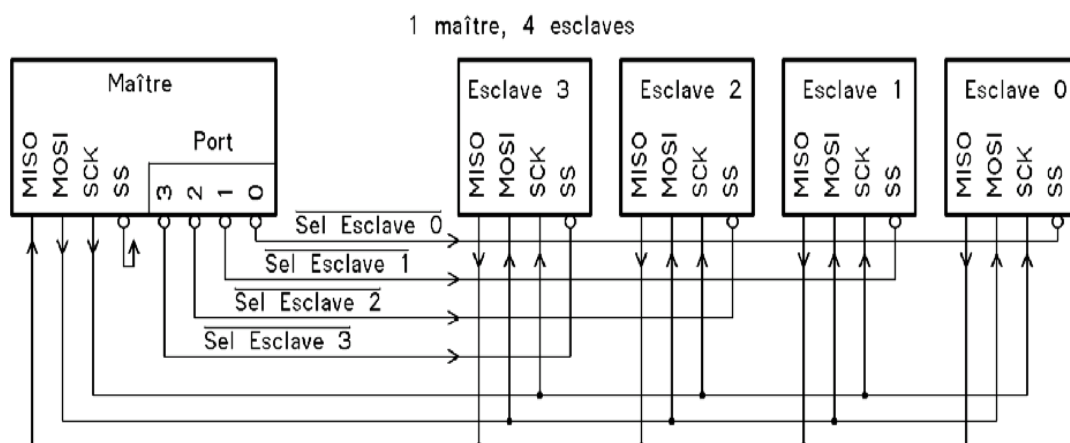 1 maître, 4 esclaves
Maître
Port
MISO
MOSI
SCK
SS
3
2
1
0
Esclave 3
MISO
MOSI
SCK
SS
Esclave 2
MISO
MOSI
SCK
SS
Esclave 1
MISO
MOSI
SCK
SS
Esclave 0
MISO
MOSI
SCK
SS
Sel Esclave 0
Sel Esclave 1
Sel Esclave 2
Sel Esclave 3